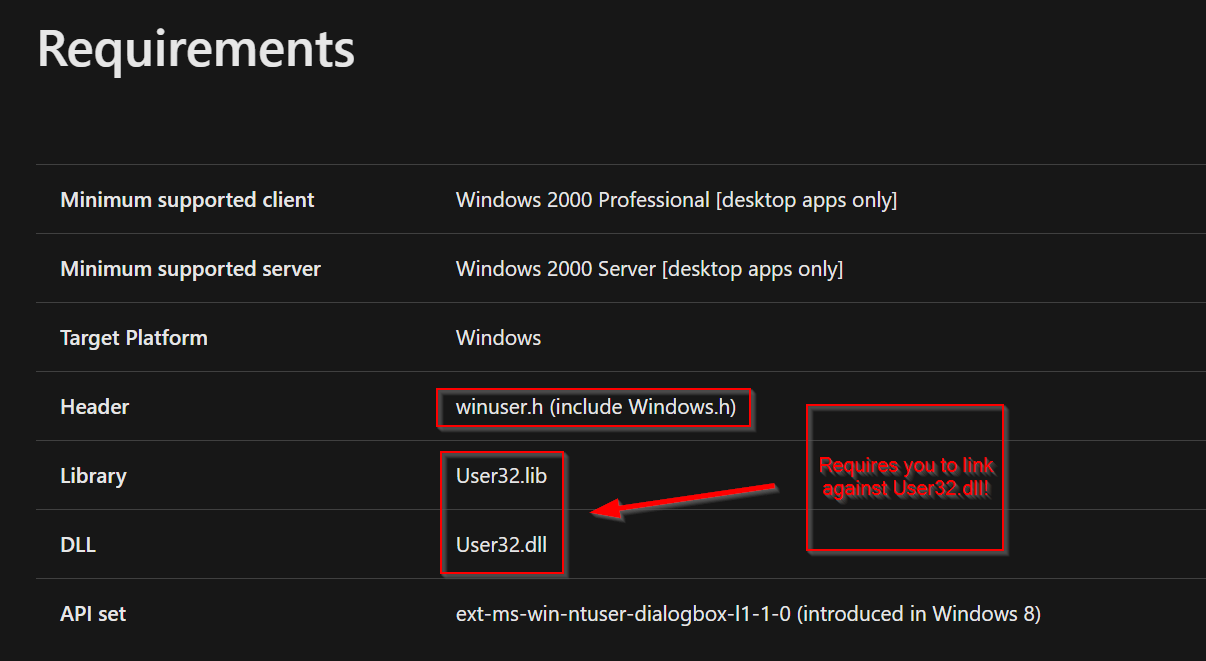 Requirements
Minimum supported client
Windows 2000 Professional [desktop apps only]
Minimum supported server
Windows 2000 Server [desktop apps only]
Target Platform
Windows
Header
winuser.h (include Windows.h)
Library
User32.lib
Requires you to link
against User32.dll!
DLL
User32.dll
API set
ext-ms-win-ntuser-dialogbox-l1-1-0 (introduced in Windows 8)